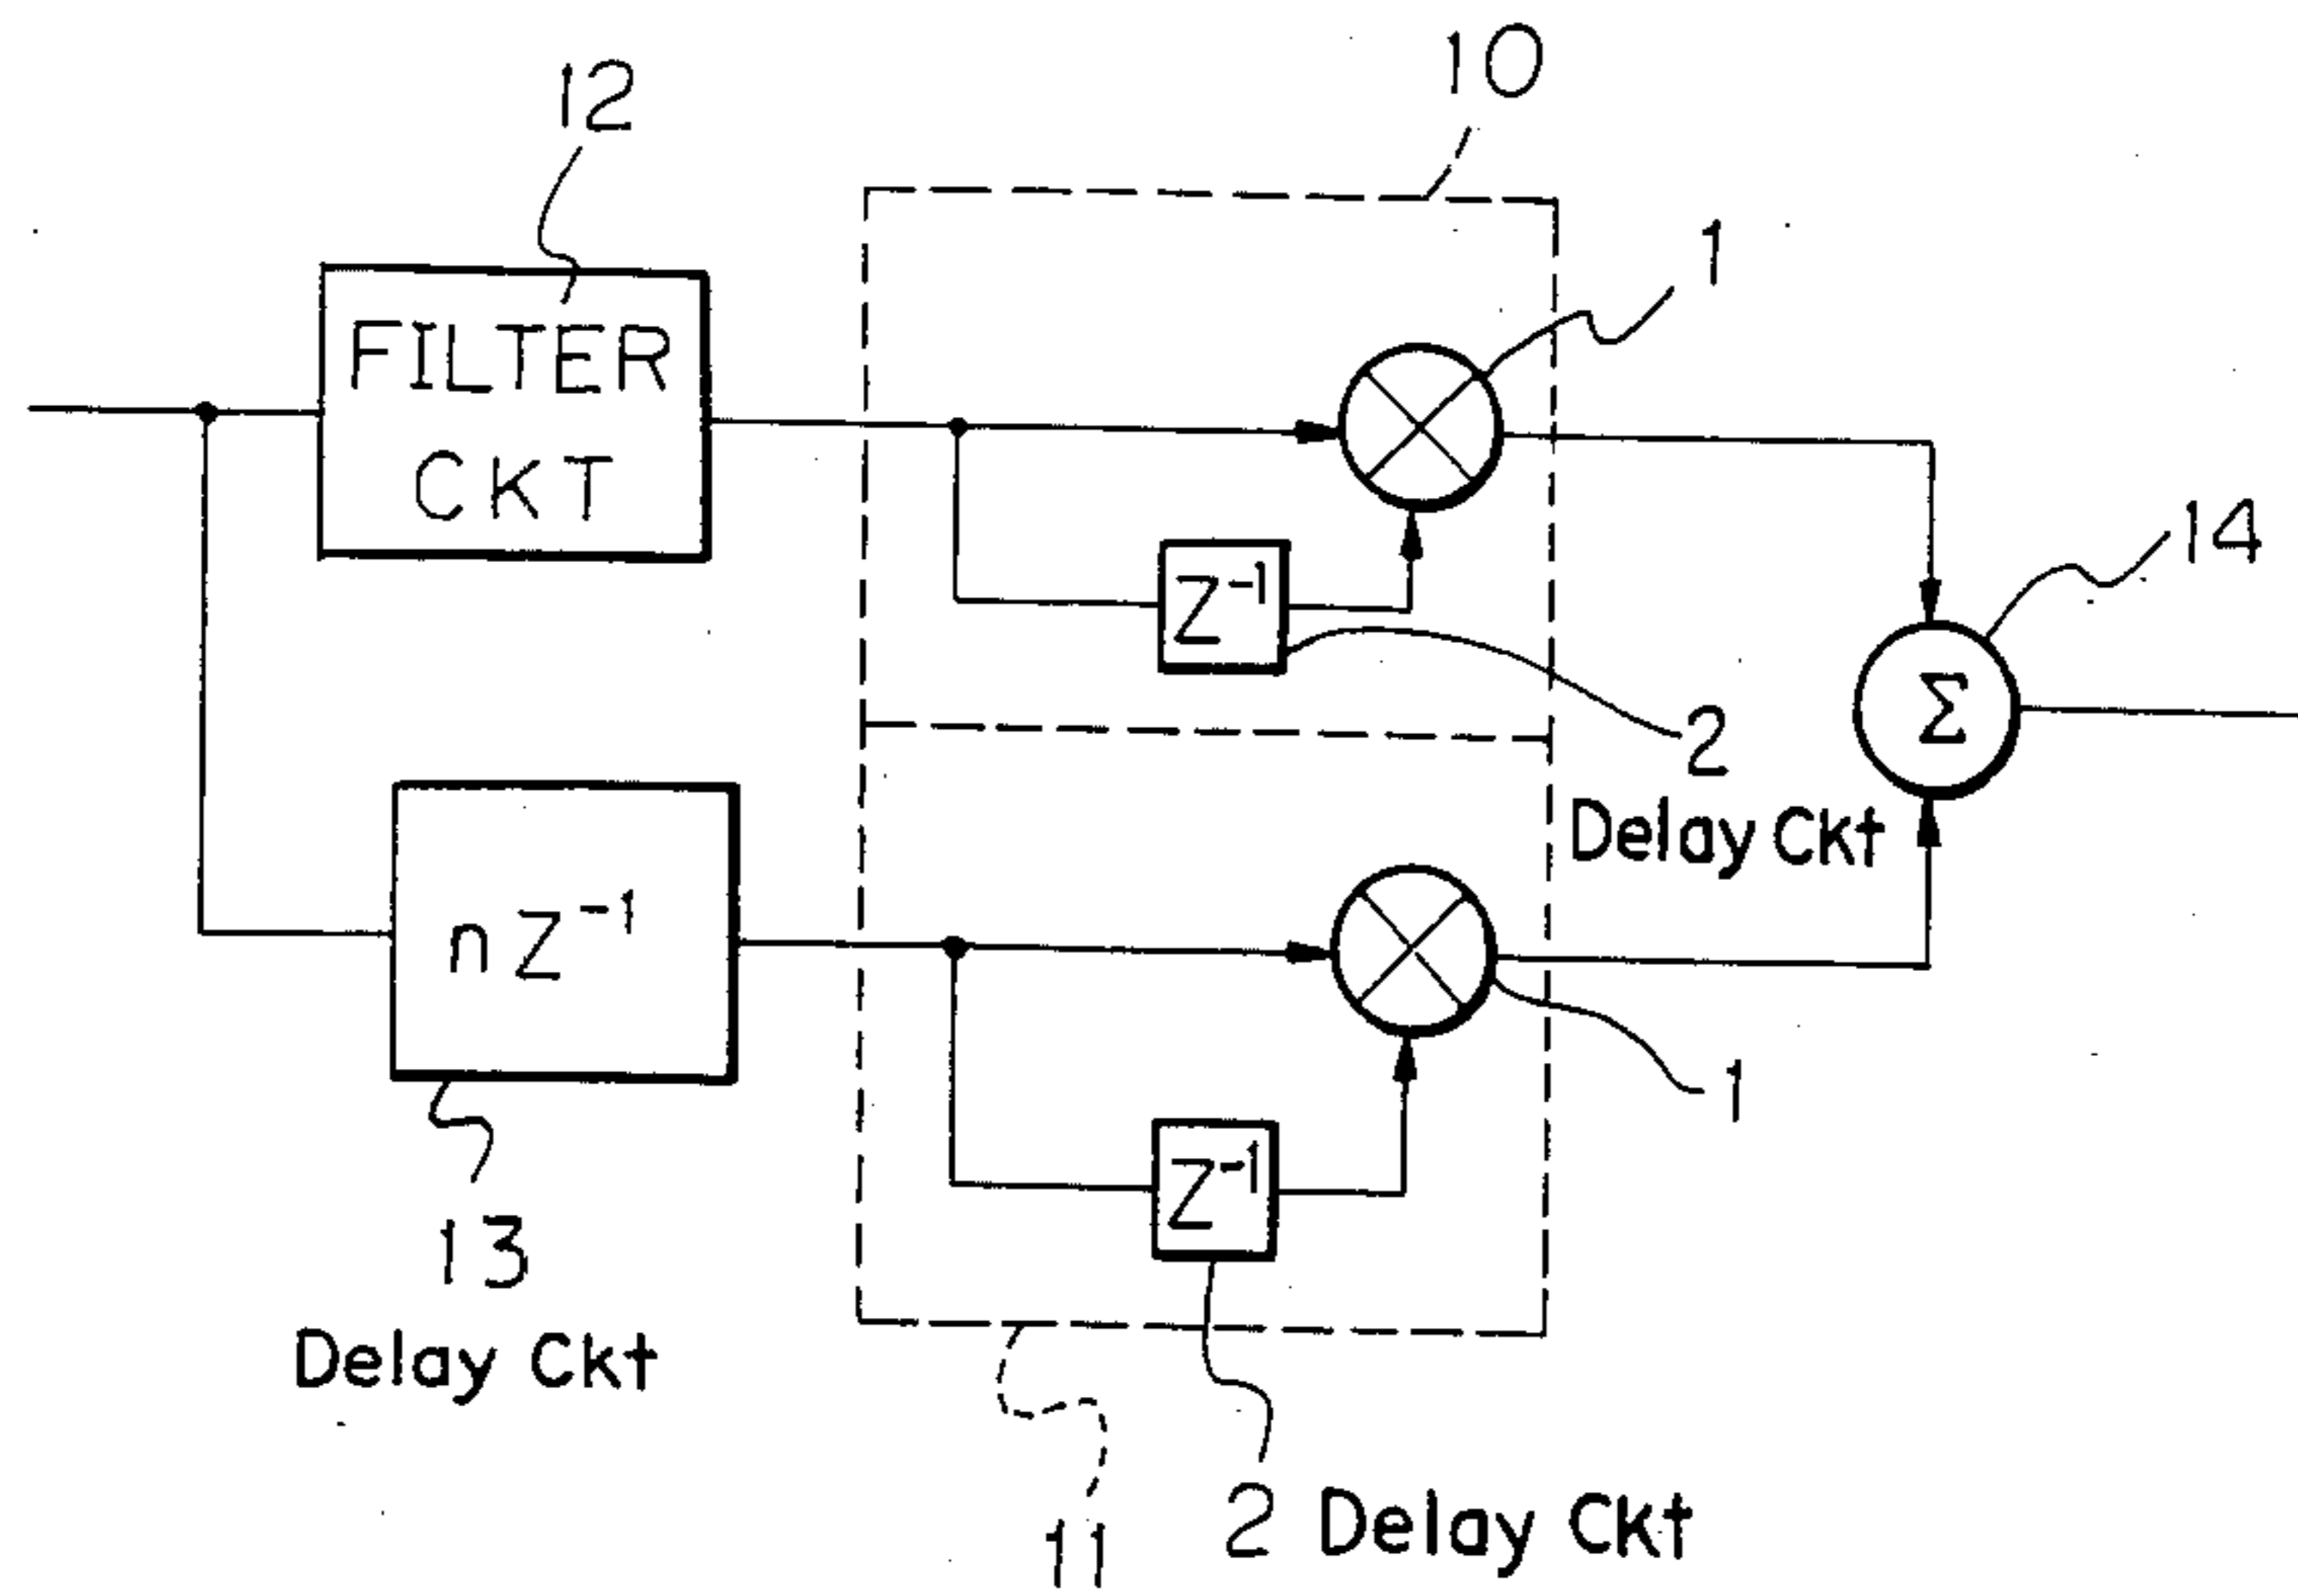 10
12
1
FILTER
CKT
14
Z⁻¹
2
Delay Ckt
Σ
nZ⁻¹
1
Z⁻¹
13
Delay Ckt
2 Delay Ckt
11